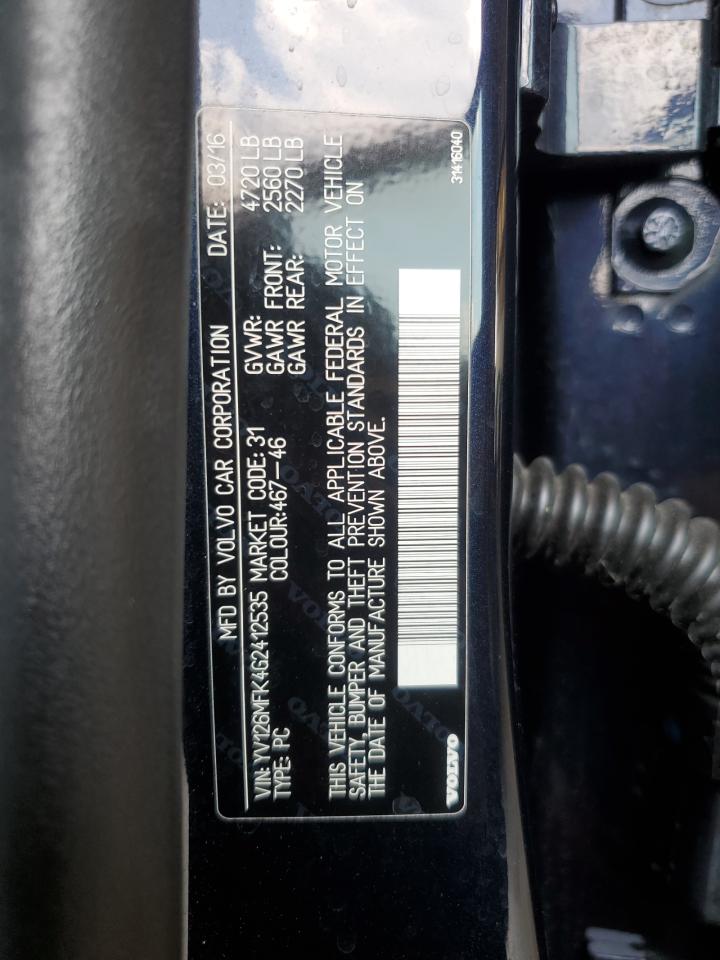 MFD BY VOLVO CAR CORPORATION DATE: 03/16
VIN: YV126MFK4G2412535 MARKET CODE: 31 GVWR: 4720 LB
TYPE: PC COLOUR:467-46 GAWR FRONT: 2560 LB
GAWR REAR: 2270 LB
THIS VEHICLE CONFORMS TO ALL APPLICABLE FEDERAL MOTOR VEHICLE
SAFETY, BUMPER AND THEFT PREVENTION STANDARDS IN EFFECT ON
THE DATE OF MANUFACTURE SHOWN ABOVE.
VOLVO 31416040